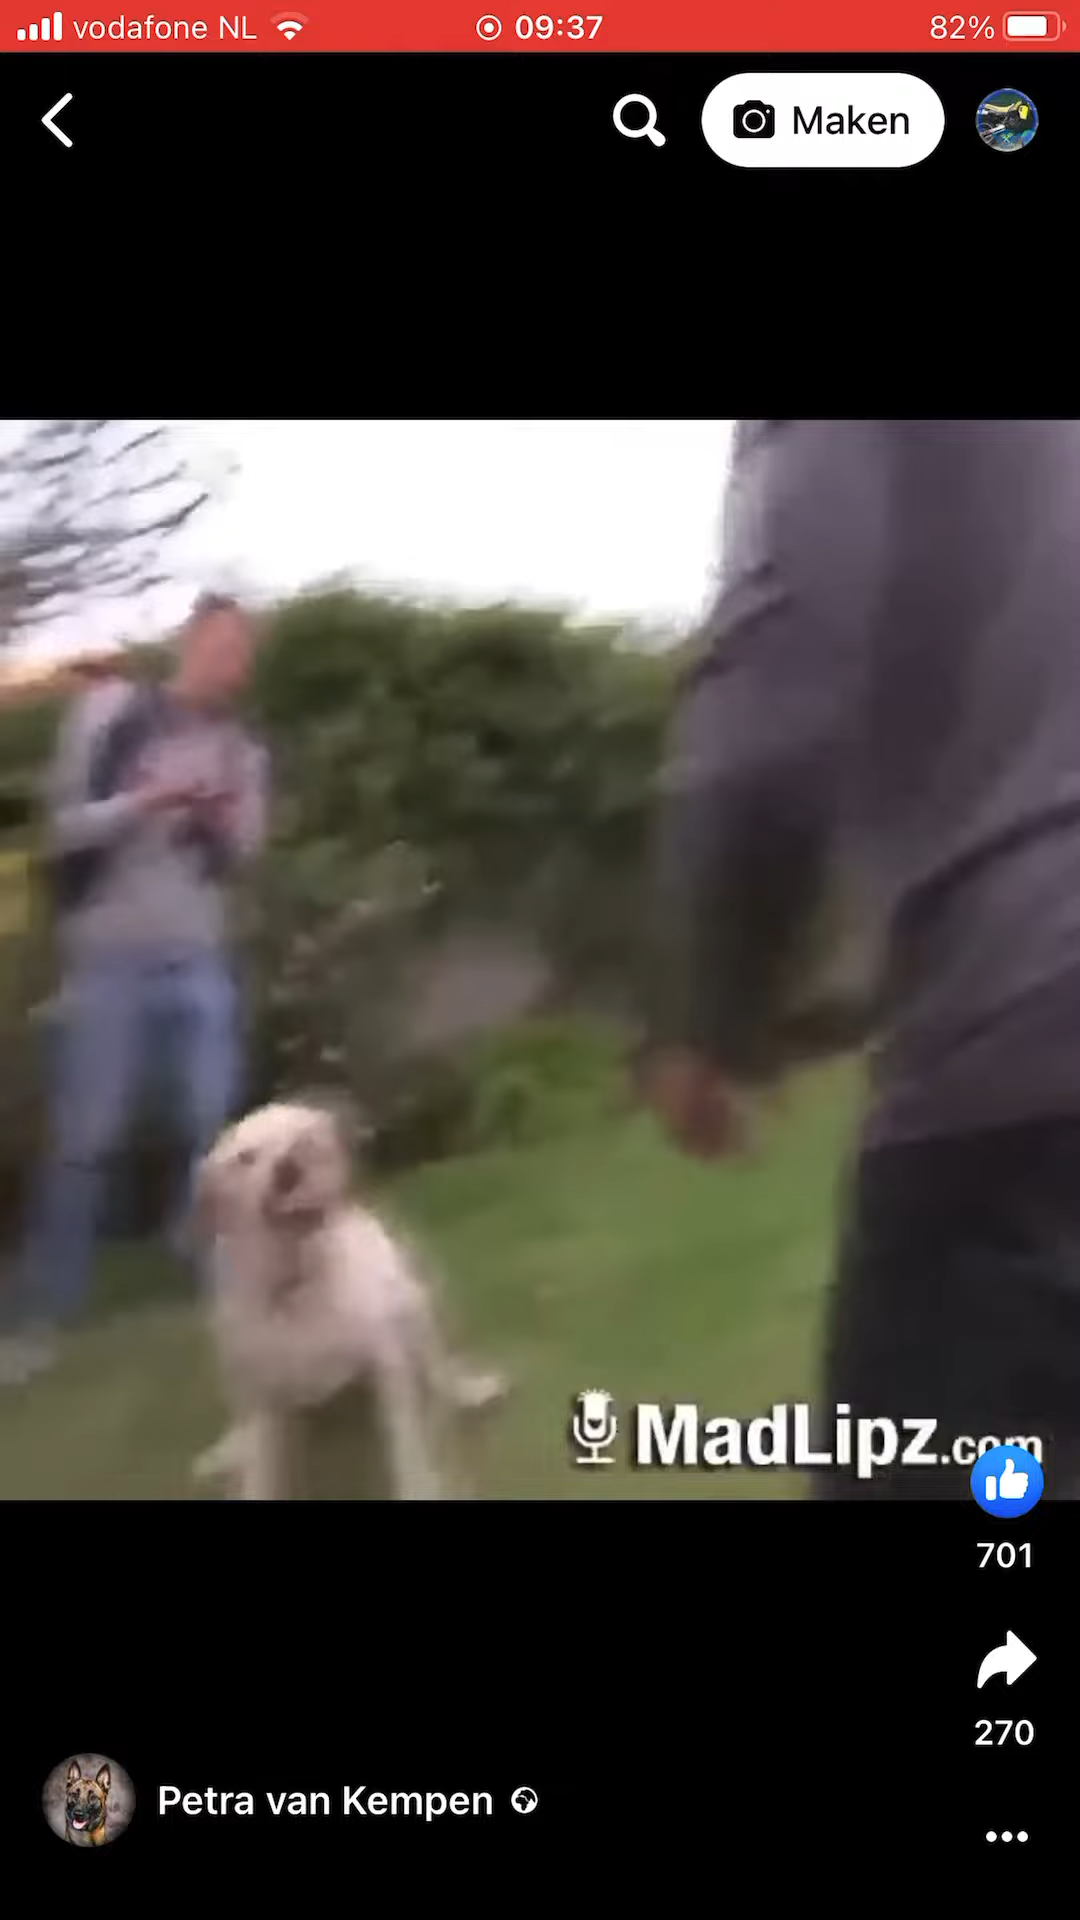 vodafone NL 09:37 82%
Maken
MadLipz.com
701
270
Petra van Kempen